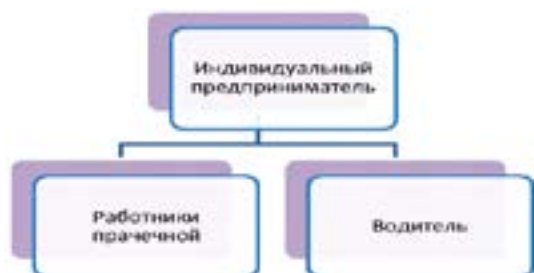 Индивидуальный
предприниматель
Работники
прачечной
Водитель